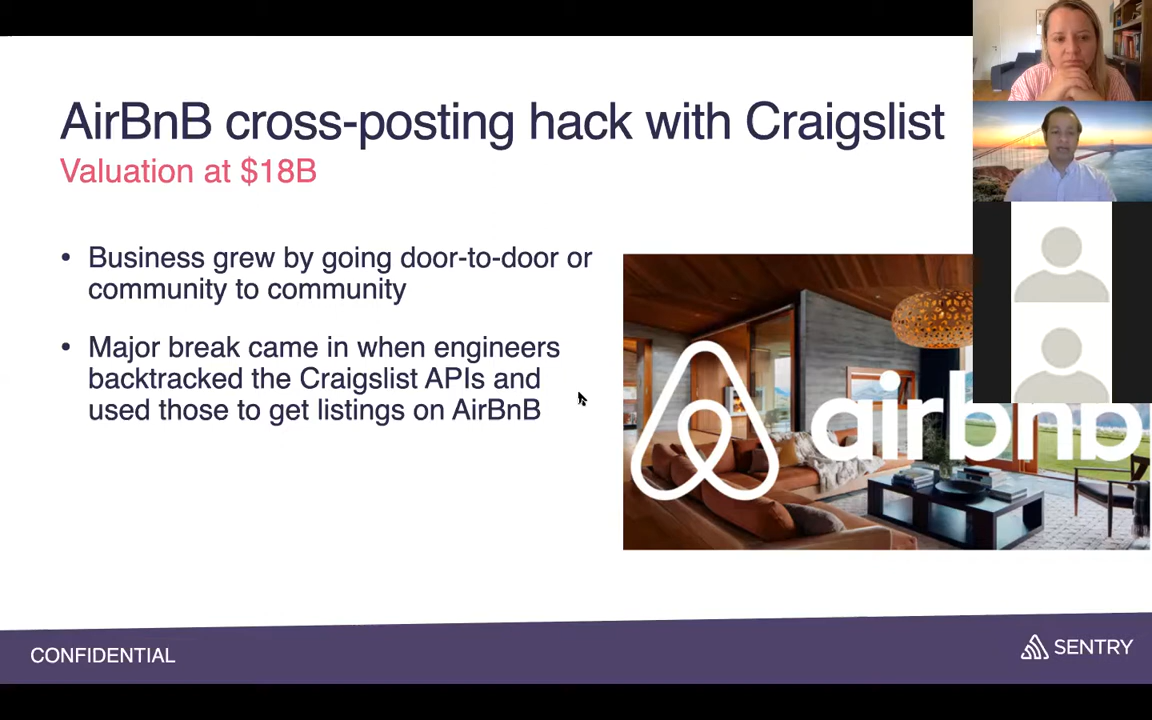 AirBnB cross-posting hack with Craigslist
Valuation at $18B
• Business grew by going door-to-door or
community to community
• Major break came in when engineers
backtracked the Craigslist APIs and
used those to get listings on AirBnB
airbnb
CONFIDENTIAL
SENTRY